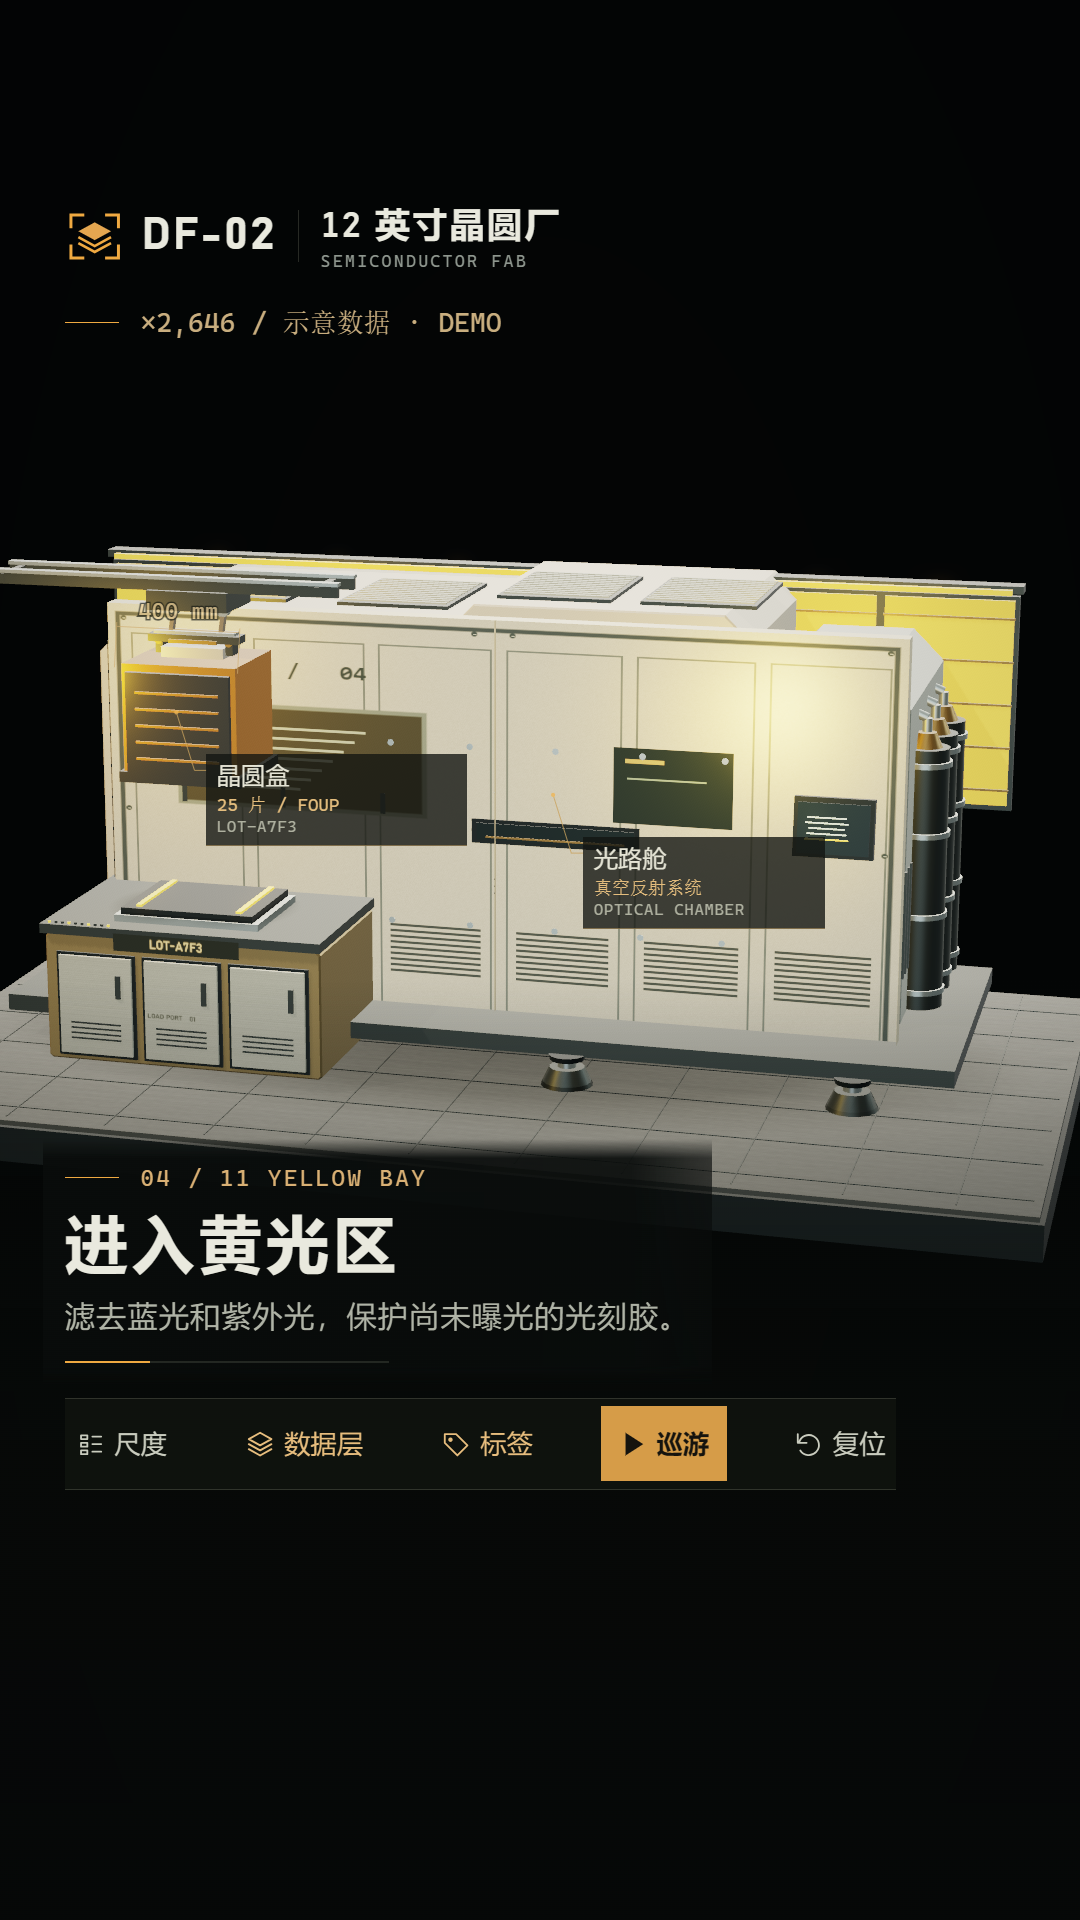 DF-02
12 英寸晶圆厂
SEMICONDUCTOR FAB
×2,646 / 示意数据 · DEMO
400 mm
/ 04
晶圆盒
25 片 / FOUP
LOT-A7F3
光路舱
真空反射系统
OPTICAL CHAMBER
LOT-A7F3
LOAD PORT 01
04 / 11 YELLOW BAY
进入黄光区
滤去蓝光和紫外光，保护尚未曝光的光刻胶。
尺度
数据层
标签
巡游
复位